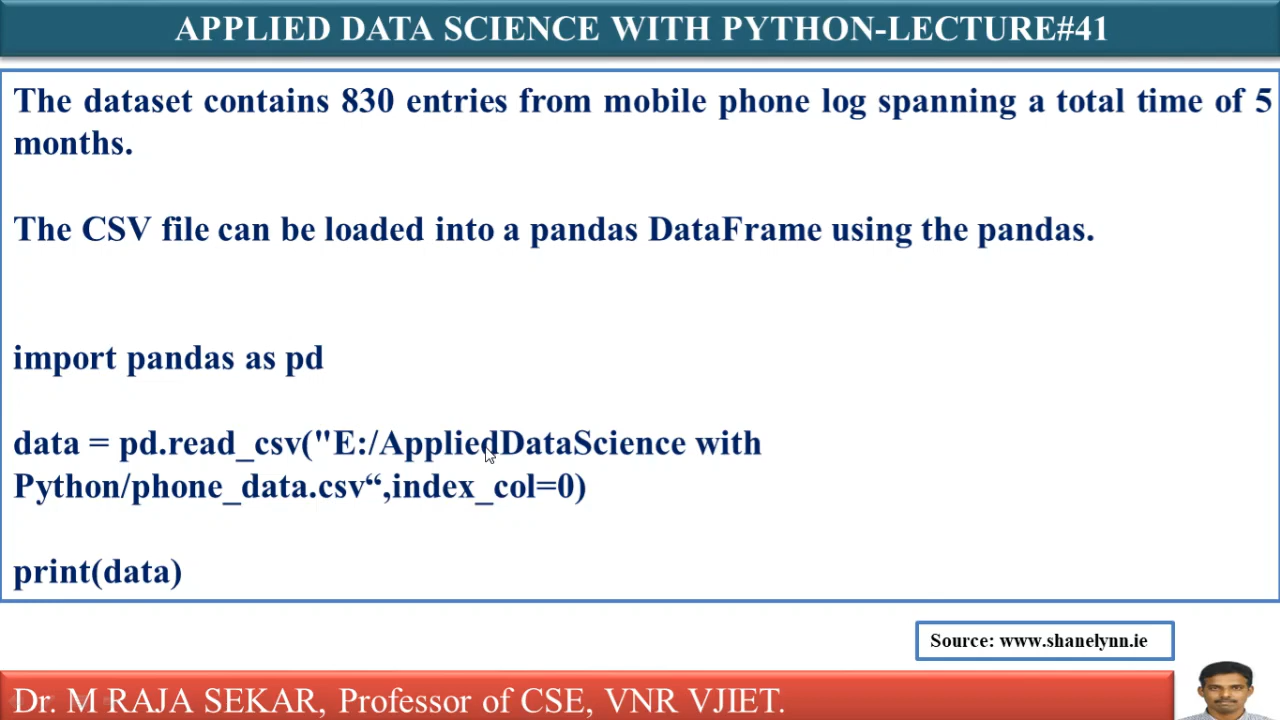 APPLIED DATA SCIENCE WITH PYTHON-LECTURE#41
The dataset contains 830 entries from mobile phone log spanning a total time of 5
months.
The CSV file can be loaded into a pandas DataFrame using the pandas.
import pandas as pd
data = pd.read_csv("E:/AppliedDataScience with
Python/phone_data.csv“,index_col=0)
print(data)
Source: www.shanelynn.ie
Dr. M RAJA SEKAR, Professor of CSE, VNR VJIET.